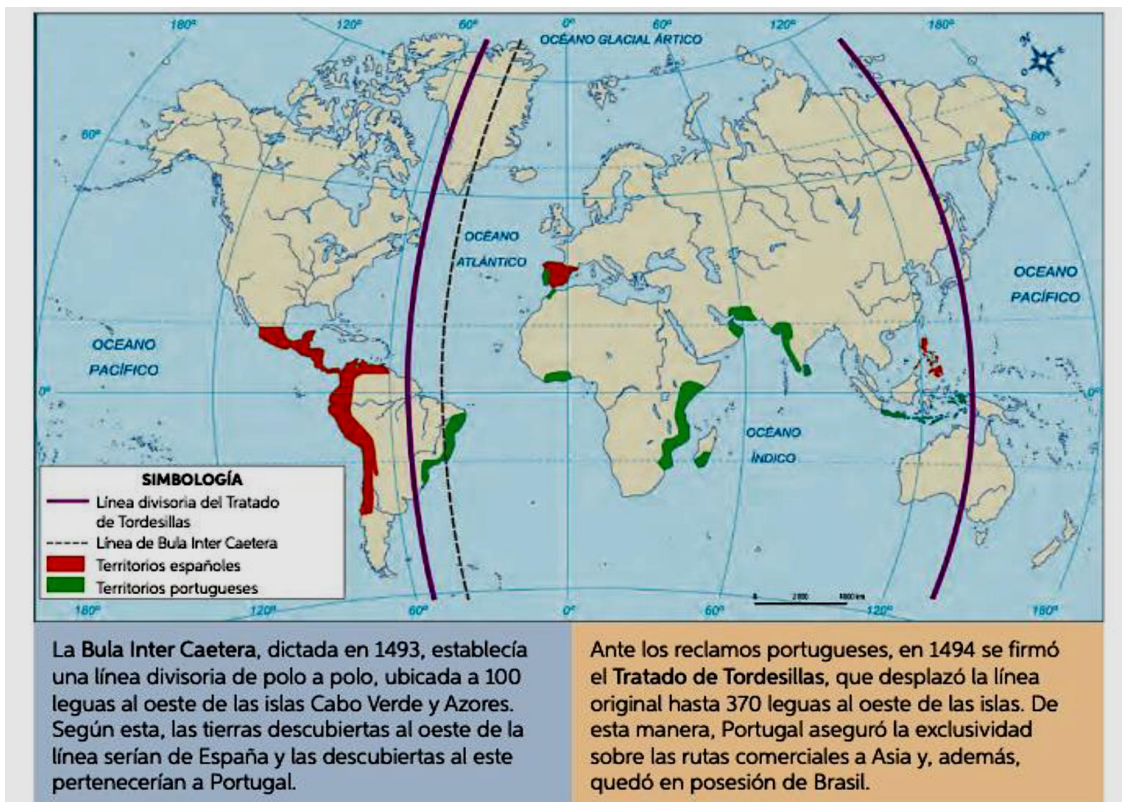 180° 120° 60° 0° 60° 120° 180°
OCÉANO GLACIAL ÁRTICO
60° 60°
OCÉANO
ATLÁNTICO
OCEANO
PACÍFICO
OCEANO
PACÍFICO
0° 0°
OCÉANO
ÍNDICO
SIMBOLOGÍA
Línea divisoria del Tratado
de Tordesillas
Línea de Bula Inter Caetera
Territorios españoles
Territorios portugueses
180° 120° 60° 0° 60° 120° 180°
La Bula Inter Caetera, dictada en 1493, establecía
una línea divisoria de polo a polo, ubicada a 100
leguas al oeste de las islas Cabo Verde y Azores.
Según esta, las tierras descubiertas al oeste de la
línea serían de España y las descubiertas al este
pertenecerían a Portugal.
Ante los reclamos portugueses, en 1494 se firmó
el Tratado de Tordesillas, que desplazó la línea
original hasta 370 leguas al oeste de las islas. De
esta manera, Portugal aseguró la exclusividad
sobre las rutas comerciales a Asia y, además,
quedó en posesión de Brasil.